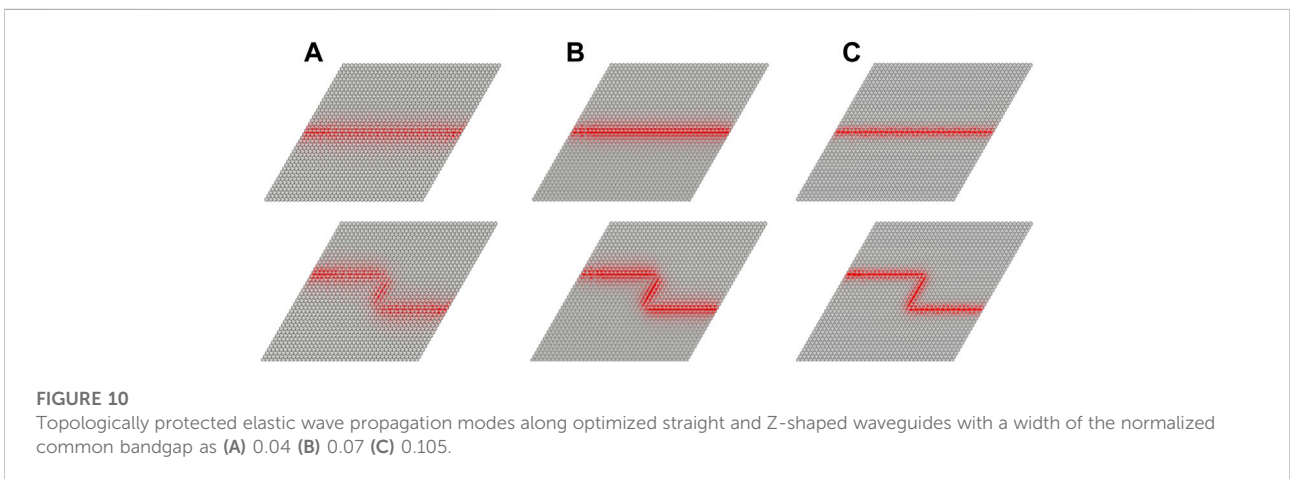 A
B
C
FIGURE 10
Topologically protected elastic wave propagation modes along optimized straight and Z-shaped waveguides with a width of the normalized
common bandgap as (A) 0.04 (B) 0.07 (C) 0.105.